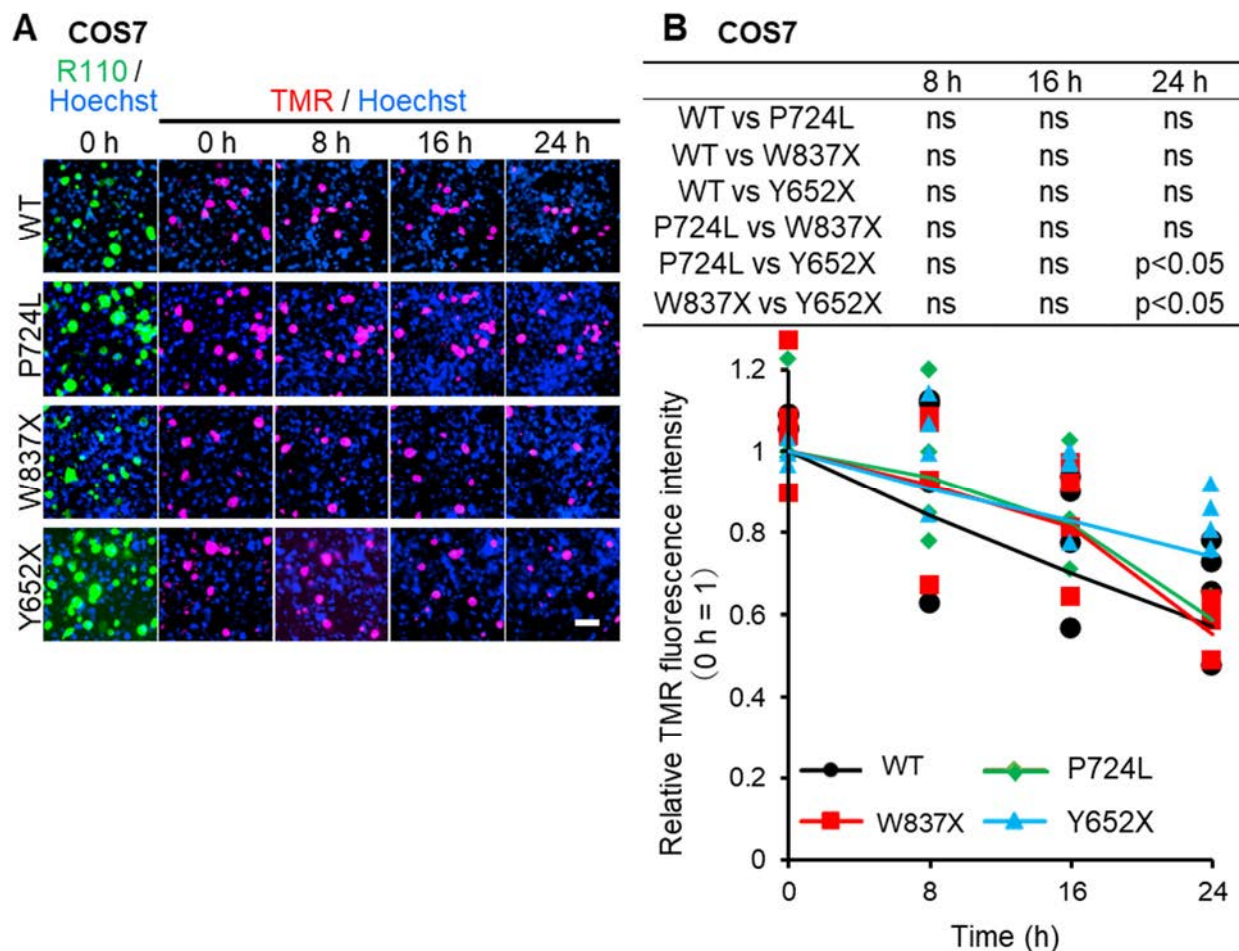 A COS7
R110 /
Hoechst
TMR / Hoechst
0 h 0 h 8 h 16 h 24 h
WT
P724L
W837X
Y652X
B COS7
8 h 16 h 24 h
WT vs P724L ns ns ns
WT vs W837X ns ns ns
WT vs Y652X ns ns ns
P724L vs W837X ns ns ns
P724L vs Y652X ns ns p<0.05
W837X vs Y652X ns ns p<0.05
Relative TMR fluorescence intensity
(0 h = 1)
1.2
1
0.8
0.6
0.4
0.2
0
WT P724L
W837X Y652X
0 8 16 24
Time (h)